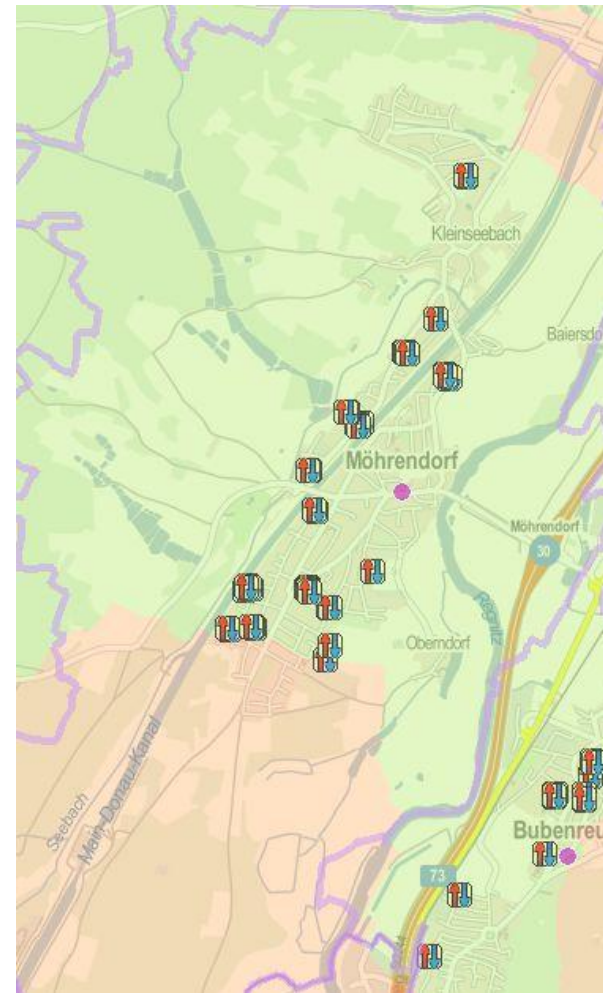 Kleinseebach
Baiersdo
Möhrendorf
Möhrendorf
30
Regnitz
Oberndorf
Seebach
Main-Donau-Kanal
Bubenreu
73